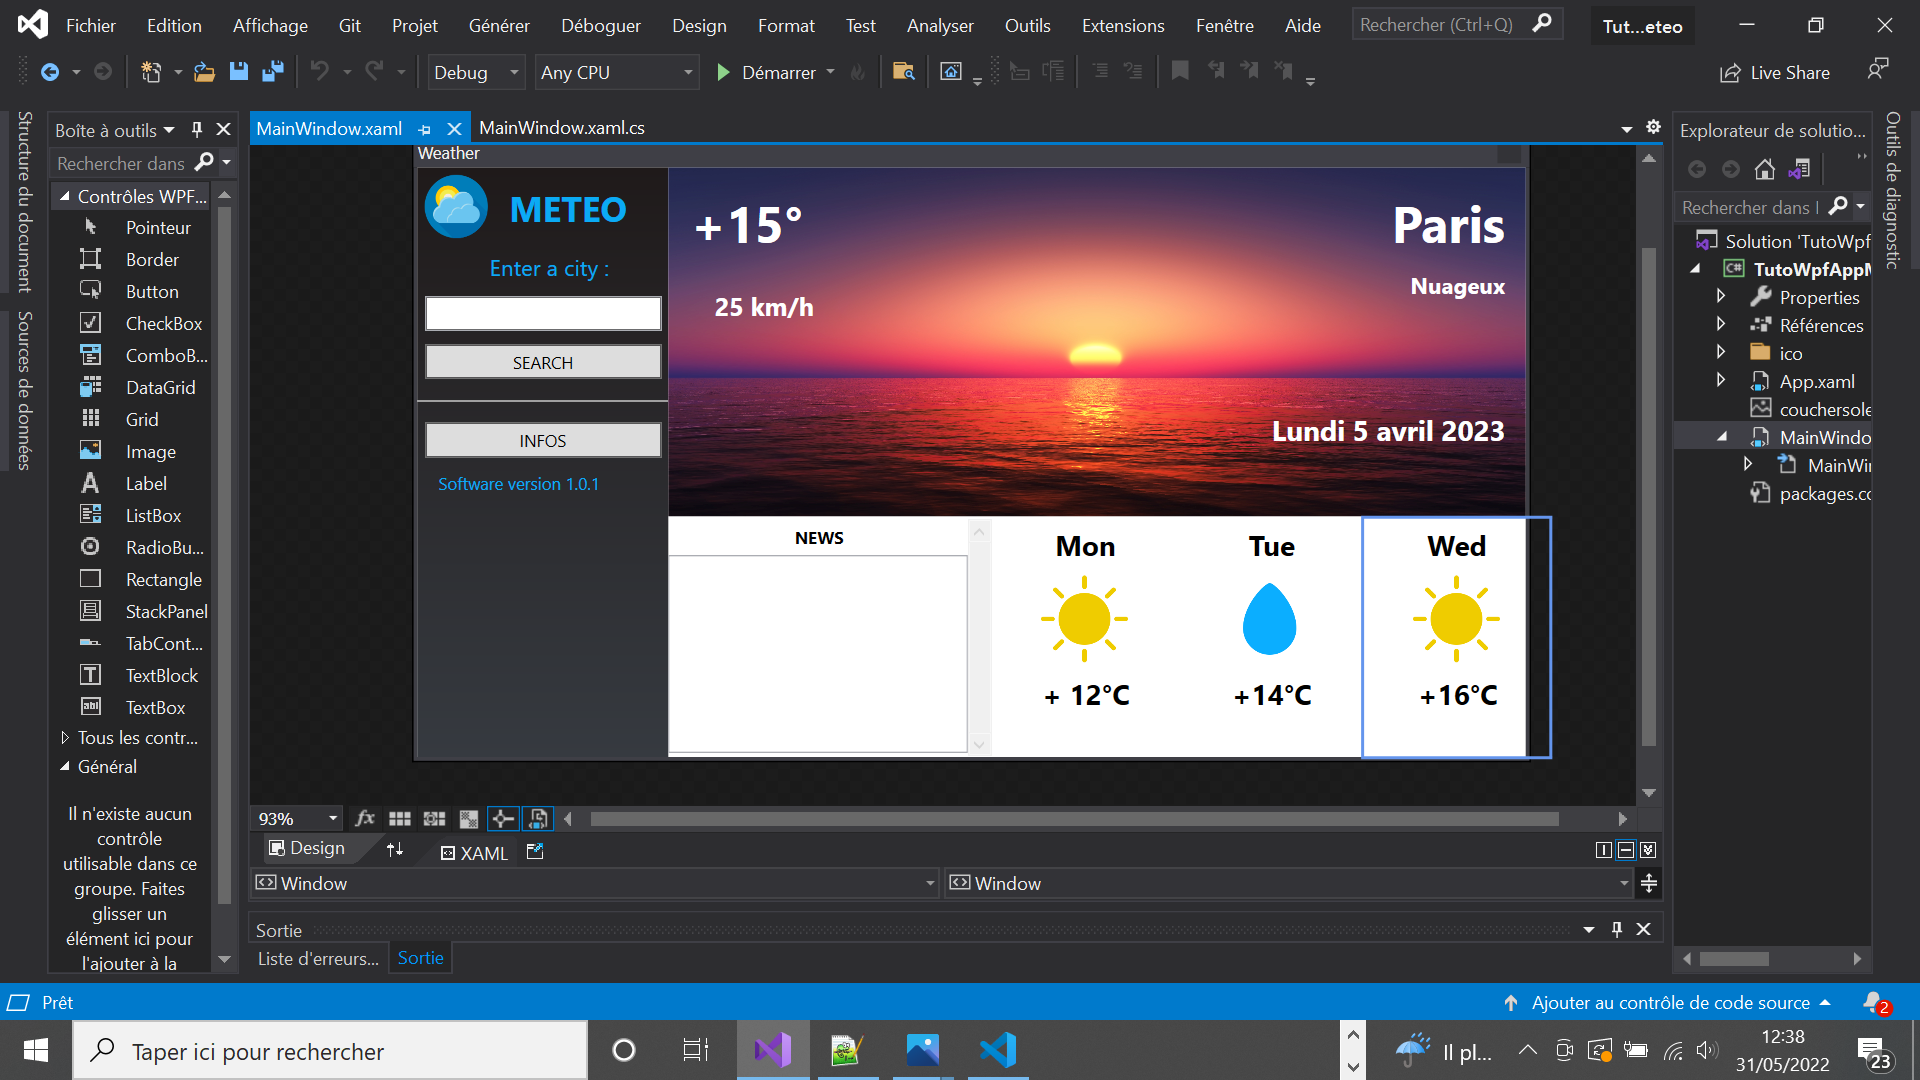 Fichier Edition Affichage Git Projet Générer Déboguer Design Format Test Analyser Outils Extensions Fenêtre Aide Rechercher (Ctrl+Q) Tut...eteo
Debug Any CPU Démarrer Live Share
Structure du document
Sources de données
Boîte à outils
Rechercher dans
Contrôles WPF...
Pointeur
Border
Button
CheckBox
ComboB...
DataGrid
Grid
Image
Label
ListBox
RadioBu...
Rectangle
StackPanel
TabCont...
TextBlock
TextBox
Tous les contr...
Général
Il n'existe aucun
contrôle
utilisable dans ce
groupe. Faites
glisser un
élément ici pour
l'ajouter à la
MainWindow.xaml MainWindow.xaml.cs
Weather
METEO
Enter a city :
SEARCH
INFOS
Software version 1.0.1
+15°
25 km/h
Paris
Nuageux
Lundi 5 avril 2023
NEWS
Mon
+ 12°C
Tue
+14°C
Wed
+16°C
93%
Design XAML
Window Window
Sortie
Liste d'erreurs... Sortie
Explorateur de solutio...
Rechercher dans l
Solution 'TutoWpf
C# TutoWpfApp
Properties
Références
ico
App.xaml
couchersole
MainWindo
MainWi
packages.co
Outils de diagnostic
Prêt Ajouter au contrôle de code source 2
Taper ici pour rechercher Il pl... 12:38
31/05/2022 23